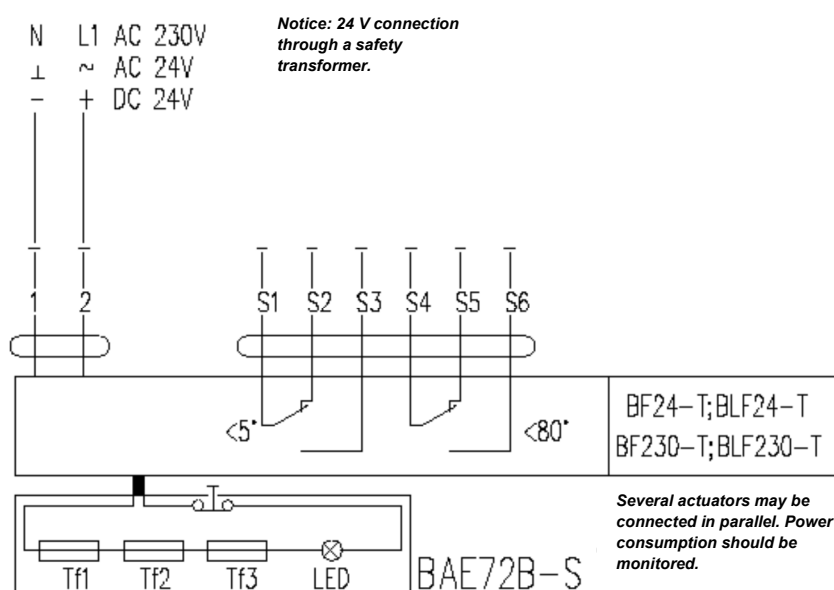 N L1 AC 230V
⊥ ~ AC 24V
- + DC 24V
Notice: 24 V connection
through a safety
transformer.
1 2 S1 S2 S3 S4 S5 S6
<5° <80°
BF24-T;BLF24-T
BF230-T;BLF230-T
Several actuators may be
connected in parallel. Power
consumption should be
monitored.
Tf1 Tf2 Tf3 LED
BAE72B-S